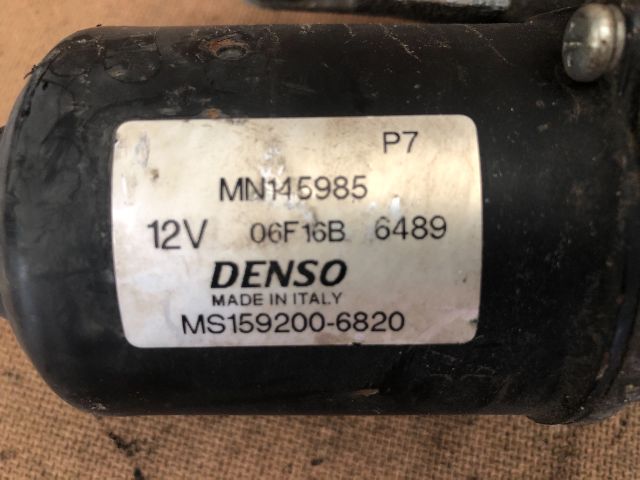 P7
MN145985
12V 06F16B 6489
DENSO
MADE IN ITALY
MS159200-6820